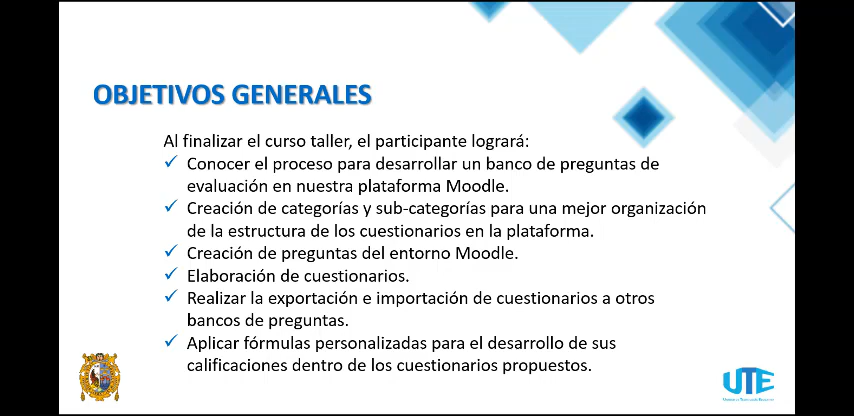 OBJETIVOS GENERALES
Al finalizar el curso taller, el participante logrará:
Conocer el proceso para desarrollar un banco de preguntas de
evaluación en nuestra plataforma Moodle.
Creación de categorías y sub-categorías para una mejor organización
de la estructura de los cuestionarios en la plataforma.
Creación de preguntas del entorno Moodle.
Elaboración de cuestionarios.
Realizar la exportación e importación de cuestionarios a otros
bancos de preguntas.
Aplicar fórmulas personalizadas para el desarrollo de sus
calificaciones dentro de los cuestionarios propuestos.
UTE